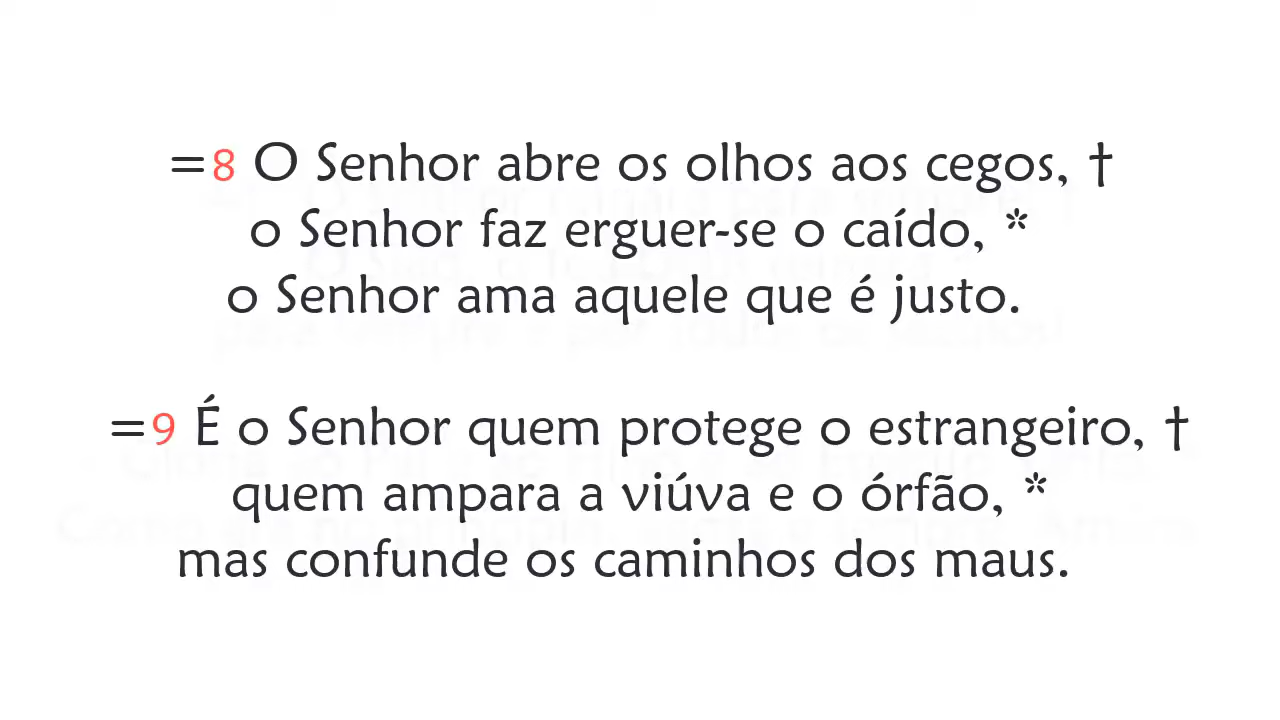 =8 O Senhor abre os olhos aos cegos, †
o Senhor faz erguer-se o caído, *
o Senhor ama aquele que é justo.
=9 É o Senhor quem protege o estrangeiro, †
quem ampara a viúva e o órfão, *
mas confunde os caminhos dos maus.